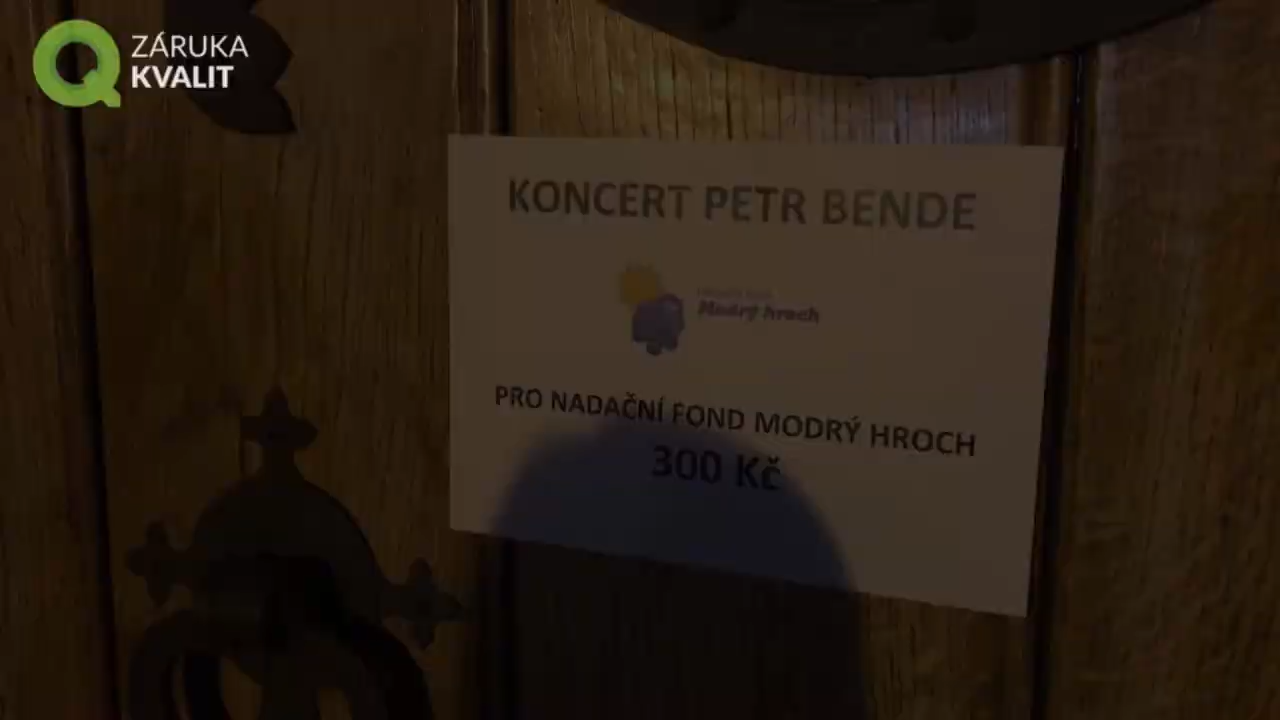 ZÁRUKA
KVALIT
KONCERT PETR BENDE
Modrý hroch
PRO NADAČNÍ FOND MODRÝ HROCH
300 Kč